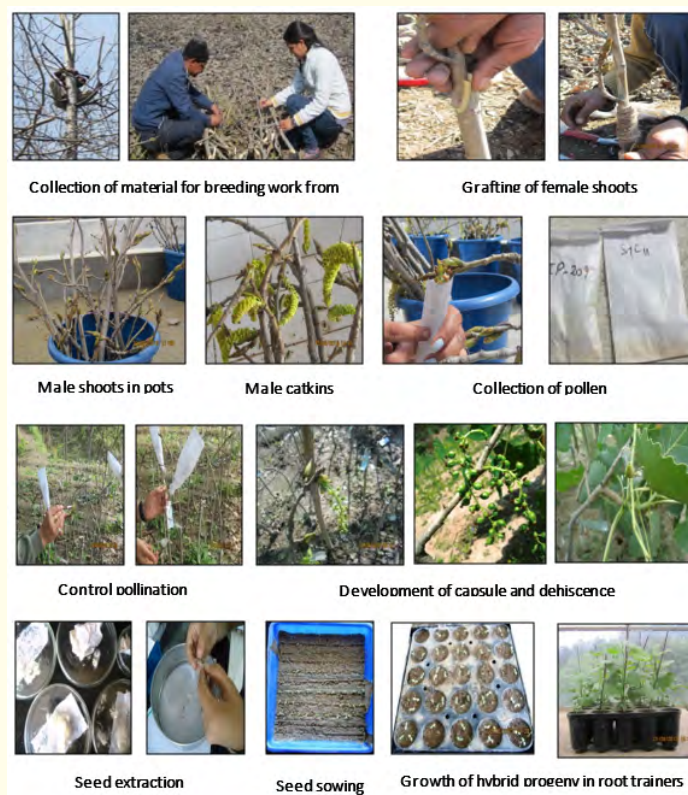 Collection of material for breeding work from
Grafting of female shoots
Male shoots in pots
Male catkins
Collection of pollen
Control pollination
Development of capsule and dehiscence
Seed extraction
Seed sowing
Growth of hybrid progeny in root trainers